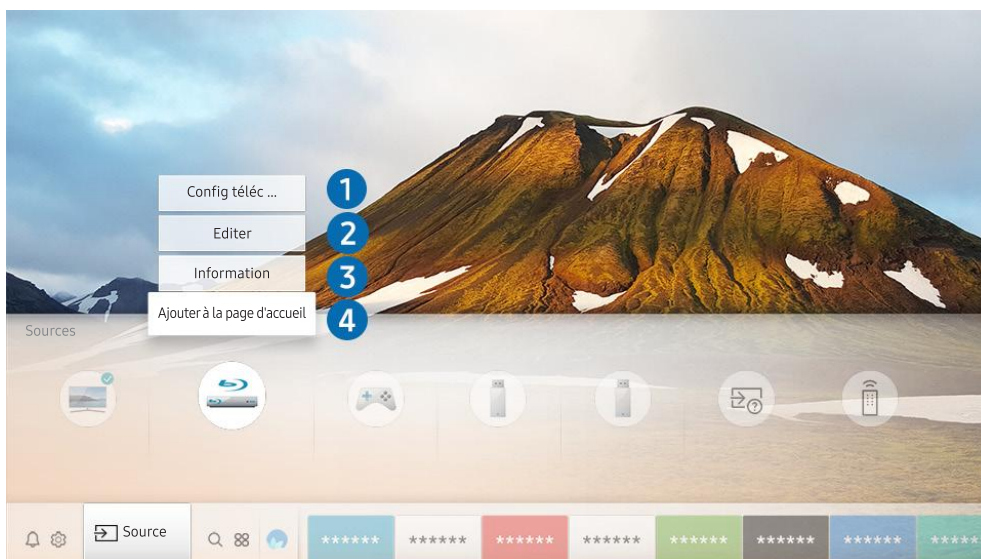 Config téléc ...
1
Editer
2
Information
3
Ajouter à la page d'accueil
4
Sources
Source
****** ****** ****** ****** ****** ****** ****** *****